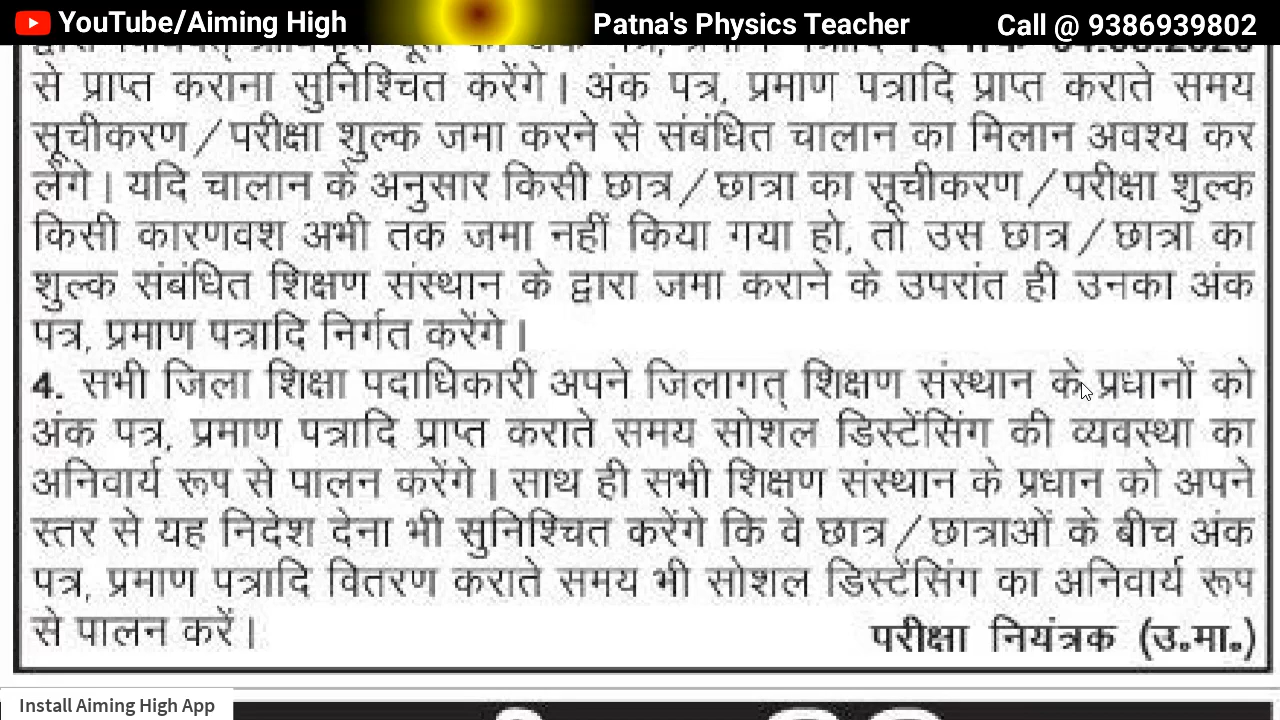 YouTube/Aiming High
Patna's Physics Teacher
Call @ 9386939802
से प्राप्त कराना सुनिश्चित करेंगे। अंक पत्र, प्रमाण पत्रादि प्राप्त कराते समय
सूचीकरण/परीक्षा शुल्क जमा करने से संबंधित चालान का मिलान अवश्य कर
लेंगे। यदि चालान के अनुसार किसी छात्र/छात्रा का सूचीकरण/परीक्षा शुल्क
किसी कारणवश अभी तक जमा नहीं किया गया हो, तो उस छात्र/छात्रा का
शुल्क संबंधित शिक्षण संस्थान के द्वारा जमा कराने के उपरांत ही उनका अंक
पत्र, प्रमाण पत्रादि निर्गत करेंगे।
4. सभी जिला शिक्षा पदाधिकारी अपने जिलागत् शिक्षण संस्थान के प्रधानों को
अंक पत्र, प्रमाण पत्रादि प्राप्त कराते समय सोशल डिस्टेंसिंग की व्यवस्था का
अनिवार्य रूप से पालन करेंगे। साथ ही सभी शिक्षण संस्थान के प्रधान को अपने
स्तर से यह निदेश देना भी सुनिश्चित करेंगे कि वे छात्र/छात्राओं के बीच अंक
पत्र, प्रमाण पत्रादि वितरण कराते समय भी सोशल डिस्टेंसिंग का अनिवार्य रूप
से पालन करें।
परीक्षा नियंत्रक (उ.मा.)
Install Aiming High App